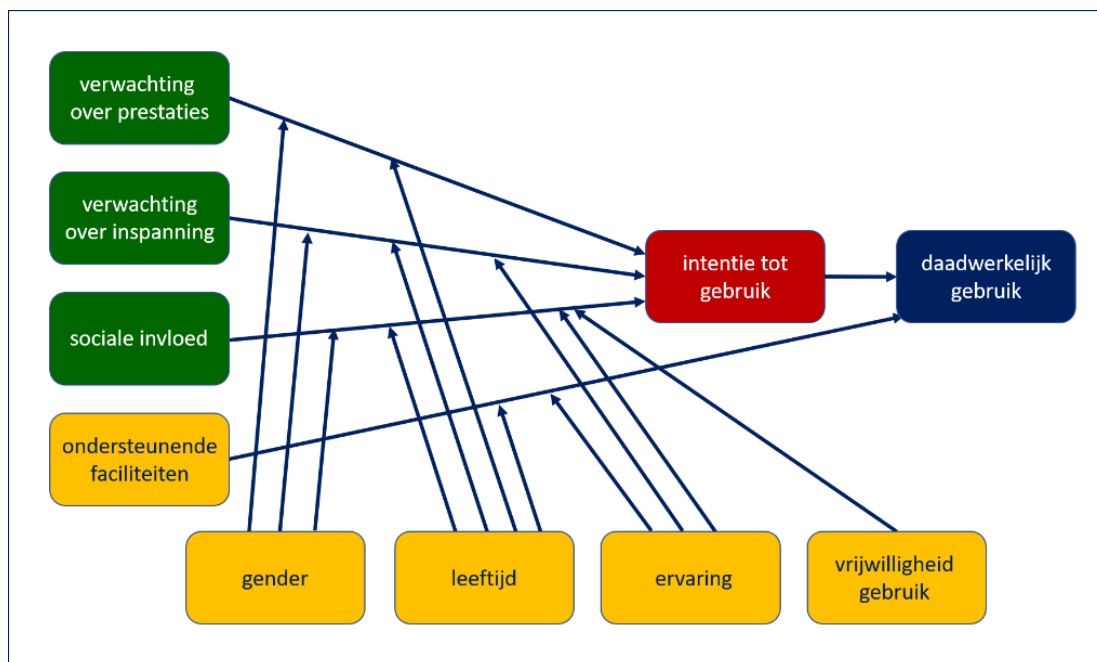 verwachting
over prestaties
verwachting
over inspanning
sociale invloed
ondersteunende
faciliteiten
intentie tot
gebruik
daadwerkelijk
gebruik
gender
leeftijd
ervaring
vrijwilligheid
gebruik